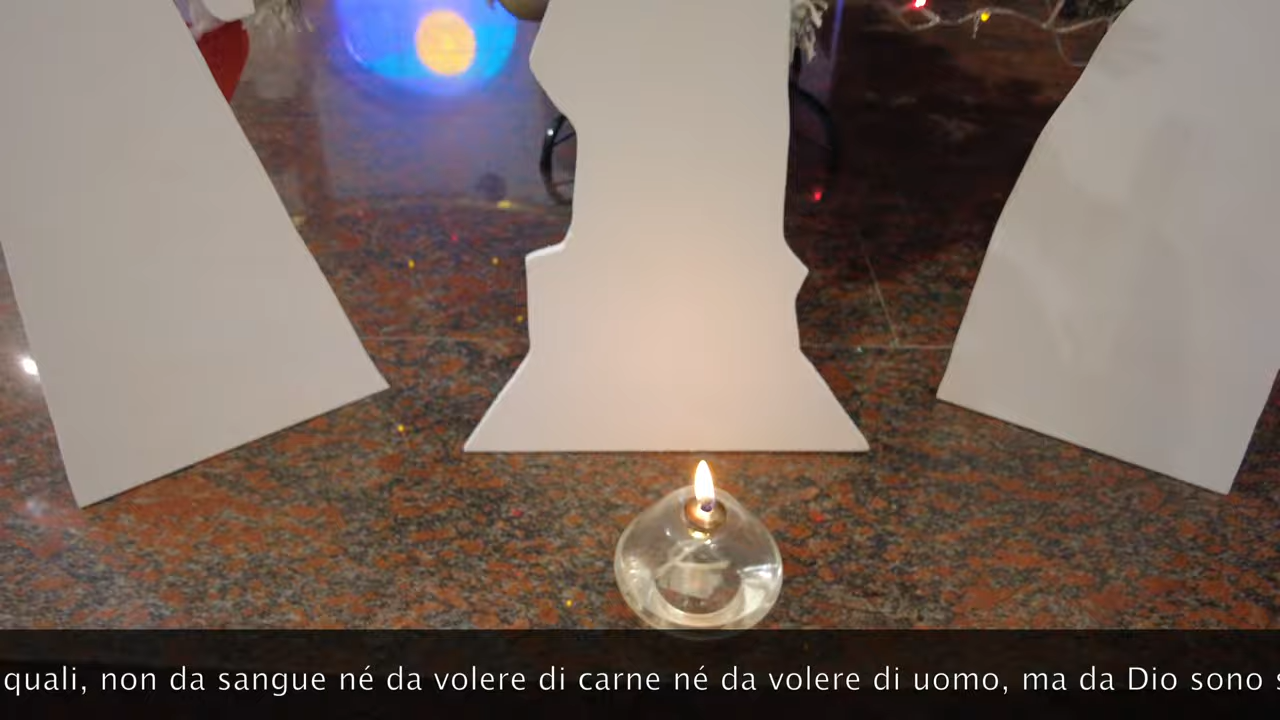 quali, non da sangue né da volere di carne né da volere di uomo, ma da Dio sono